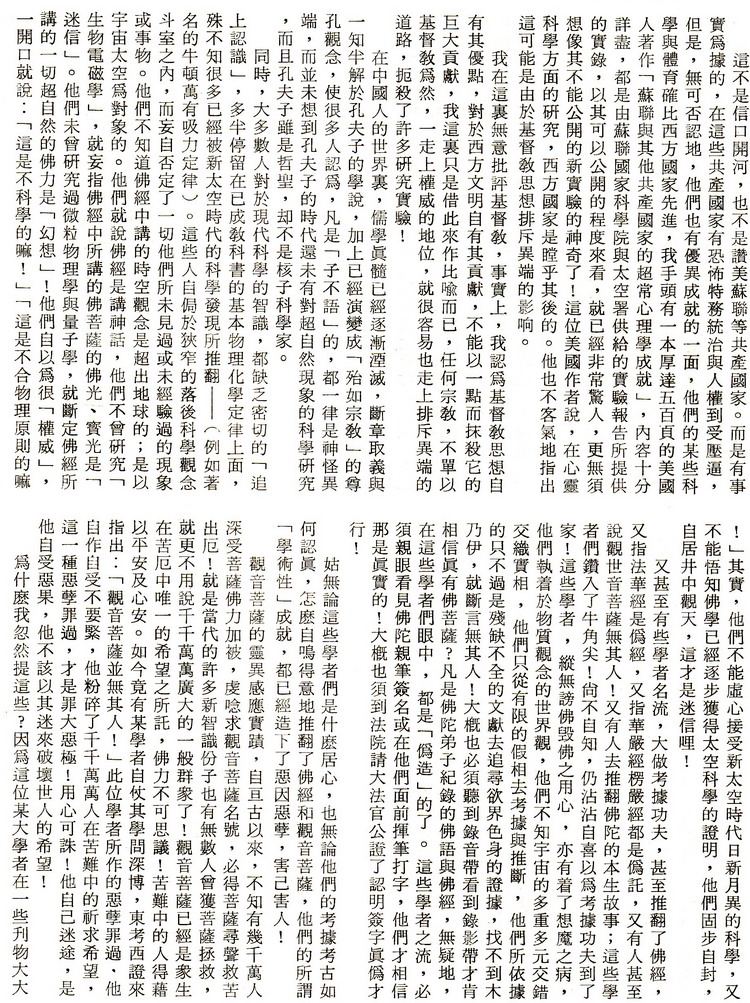 這不是信口開河，也不是讚美蘇聯等共產國家。而是有事
實爲據的，在這些共產國家有恐怖特務統治與人權到受壓逼，
但是，無可否認地，他們也有優異成就的一面，他們的某些科
學與體育確比西方國家先進，我手頭有一本厚達五百頁的美國
人著作「蘇聯與其他共產國家的超常心理學成就」，內容十分
詳盡，都是由蘇聯國家科學院與太空署供給的實驗報告所提供
的實錄，以其可以公開的程度來看，就已經非常驚人，更無須
想像其不能公開的新實驗的神奇了！這位美國作者說，在心靈
科學方面的研究，西方國家是瞠乎其後的。他也不客氣地指出
這可能是由於基督教思想排斥異端的影響。
我在這裏無意批評基督教，事實上，我認爲基督教思想自
有其優點，對於西方文明自有其貢獻，不能以一點而抹殺它的
巨大貢獻，我這裏只是借此來作比喻而已，任何宗教，不單以
基督教爲然，一走上權威的地位，就很容易也走上排斥異端的
道路，扼殺了許多研究實驗！
在中國人的世界裏，儒學眞髓已經逐漸湮滅，斷章取義與
一知半解於孔夫子的學說，加上已經演變成「殆如宗教」的尊
孔觀念，使很多人認爲，凡是「子不語」的，都一律是神怪異
端，而並未想到孔夫子的時代還未有對超自然現象的科學研究
，而且孔夫子雖是哲聖，却不是核子科學家。
同時，大多數人對於現代科學的智識，都缺乏密切的「追
上認識」，多半停留在已成敎科書的基本物理化學定律上面，
殊不知很多已經被新太空時代的科學發現所推翻——（例如著
名的牛頓萬有吸力定律）。這些人自侷於狹窄的落後科學觀念
斗室之內，而妄自否定了一切他們所未見過或未經驗過的現象
或事物。他們不知道佛經中講的時空觀念是超出地球的；是以
宇宙太空爲對象的。他們就說佛經是講神話，他們不曾研究「
生物電磁學」，就妄指佛經中所講的佛菩薩的佛光、寶光是「
迷信」。他們未曾研究過微粒物理學與量子學，就斷定佛經所
講的一切超自然的佛力是「幻想」！他們自以爲很「權威」，
一開口就說：「這是不科學的嘛！」「這是不合物理原則的嘛
！」其實，他們不能虛心接受新太空時代日新月異的科學，又
不能悟知佛學已經逐步獲得太空科學的證明，他們固步自封，
自居井中觀天，這才是迷信哩！
又甚至有些學者名流，大做考據功夫，甚至推翻了佛經，
又指法華經是僞經，又指華嚴經楞嚴經都是僞託，又有人甚至
說觀世音菩薩無其人！又有人去推翻佛陀的本生故事；這些學
者們鑽入了牛角尖！尙不自知，仍沾沾自喜以爲考據功夫到了
家！這些學者，縱無謗佛毀佛之用心，亦有着了想魔之病，
他們執着於物質觀念的世界觀，他們不知宇宙的多重多元交錯
交織實相，他們只從有限的假相去考據與推斷，他們所依據
的只不過是殘缺不全的文獻去追尋欲界色身的證據，找不到木
乃伊，就斷言無其人！大槪也必須聽到錄音帶看到錄影帶才肯
相信眞有佛菩薩？凡是佛陀弟子紀錄的佛語與佛經，無疑地，
在這些學者們眼中，都是「僞造」的了。這些學者之流，必
須親眼看見佛陀親筆簽名或在他們面前揮筆打字，他們才相信
那是眞實的！大槪也須到法院請大法官公證了認明簽字眞僞才
行！
姑無論這些學者們是什麼居心，也無論他們的考據考古如
何認眞，怎麼自鳴得意地推翻了佛經和觀音菩薩，他們的所謂
「學術性」成就，都已經造下了惡因惡孽，害己害人！
觀音菩薩的靈異感應實蹟，自亘古以來，不知有幾千萬人
深受菩薩佛力加被，虔唸求觀音菩薩名號，必得菩薩尋聲救苦
出厄！就是當代的許多新智識份子也有無數人曾獲菩薩拯救，
就更不用說千千萬萬廣大的一般群衆了！觀音菩薩已經是衆生
在苦厄中唯一的希望之所託，佛力不可思議！苦難中的人得藉
以平安及心安。如今竟有某學者自仗其學問深博，東考西證來
指出：「觀音菩薩並無其人！」此位學者所作的惡孽罪過，他
自作自受不要緊，他粉碎了千千萬萬人在苦難中的祈求希望，
這一種惡孽罪過，才是罪大惡極！用心可誅！他自己迷途，是
他自受惡果，他不該以其迷來破壞世人的希望！
爲什麼我忽然提這些？因爲這位某大學者在一些刋物大大